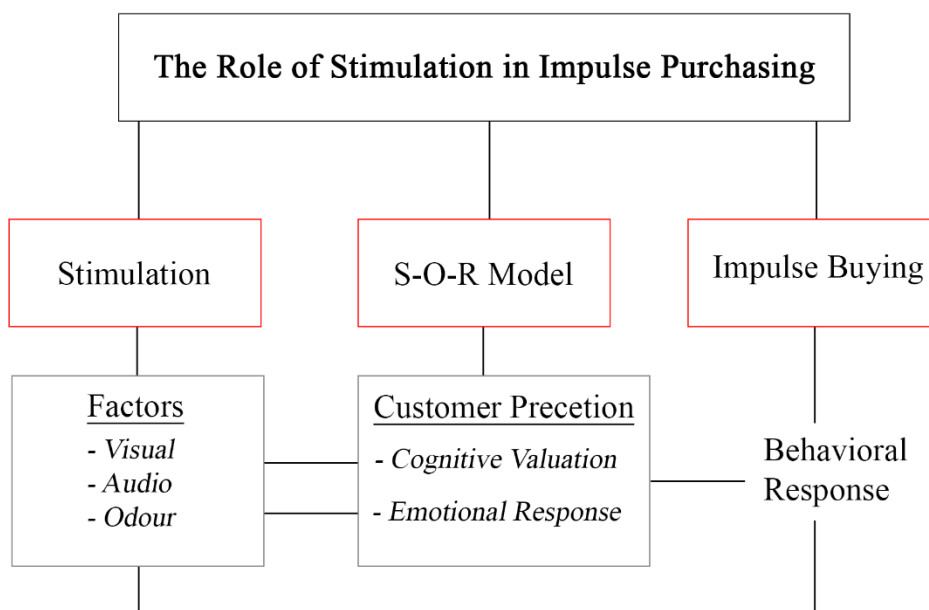 The Role of Stimulation in Impulse Purchasing
Stimulation
S-O-R Model
Impulse Buying
Factors
- Visual
- Audio
- Odour
Customer Precetion
- Cognitive Valuation
- Emotional Response
Behavioral
Response